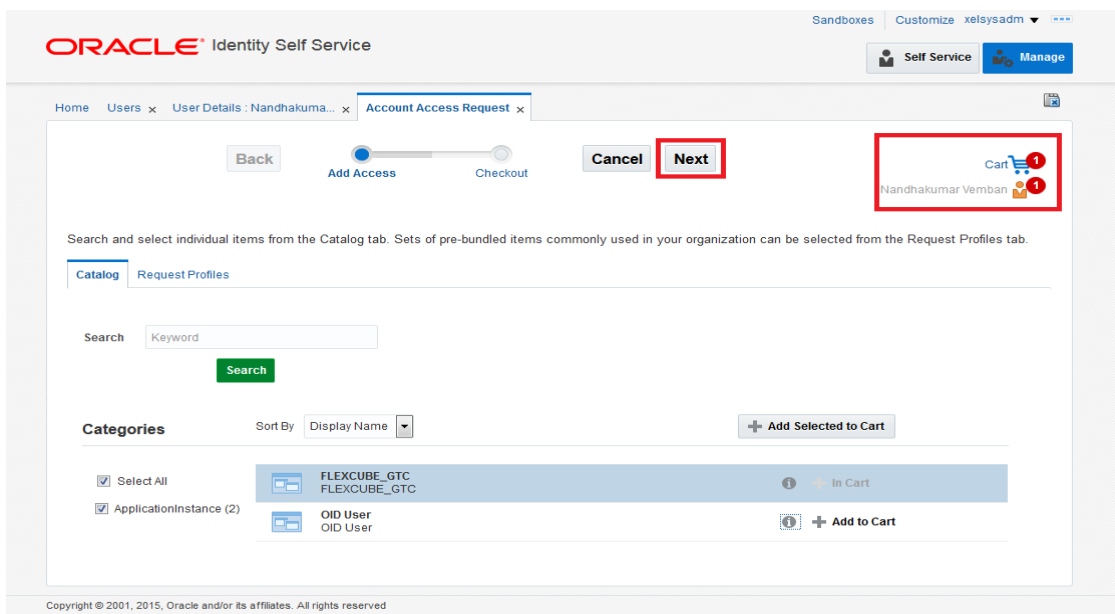 Sandboxes Customize xelsysadm
ORACLE® Identity Self Service
Self Service Manage
Home Users x User Details : Nandhakuma... x Account Access Request x
Back Add Access Checkout Cancel Next
Cart 1
Nandhakumar Vemban 1
Search and select individual items from the Catalog tab. Sets of pre-bundled items commonly used in your organization can be selected from the Request Profiles tab.
Catalog Request Profiles
Search Keyword
Search
Categories Sort By Display Name Add Selected to Cart
Select All
ApplicationInstance (2)
FLEXCUBE_GTC
FLEXCUBE_GTC
In Cart
OID User
OID User
Add to Cart
Copyright © 2001, 2015, Oracle and/or its affiliates. All rights reserved